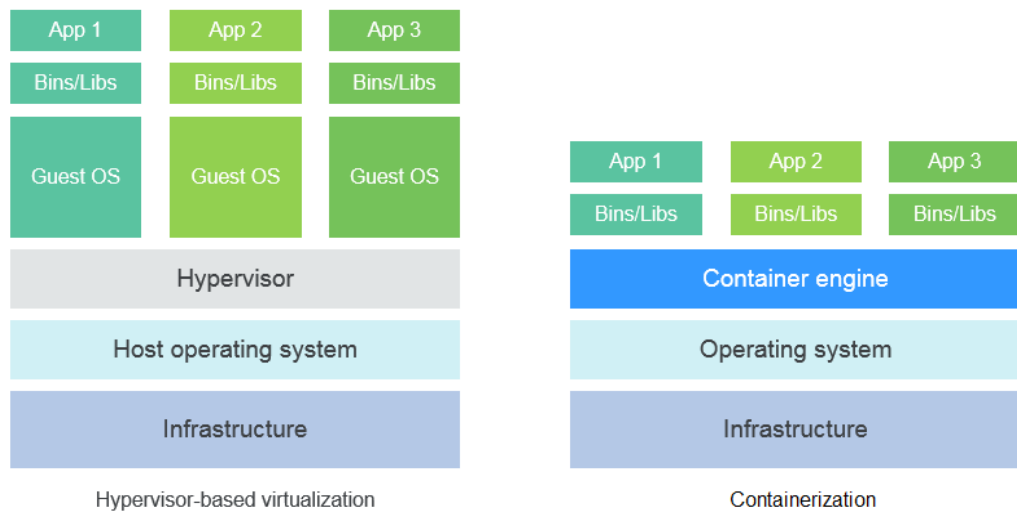 App 1
App 2
App 3
Bins/Libs
Bins/Libs
Bins/Libs
Guest OS
Guest OS
Guest OS
Hypervisor
Host operating system
Infrastructure
Hypervisor-based virtualization
App 1
App 2
App 3
Bins/Libs
Bins/Libs
Bins/Libs
Container engine
Operating system
Infrastructure
Containerization